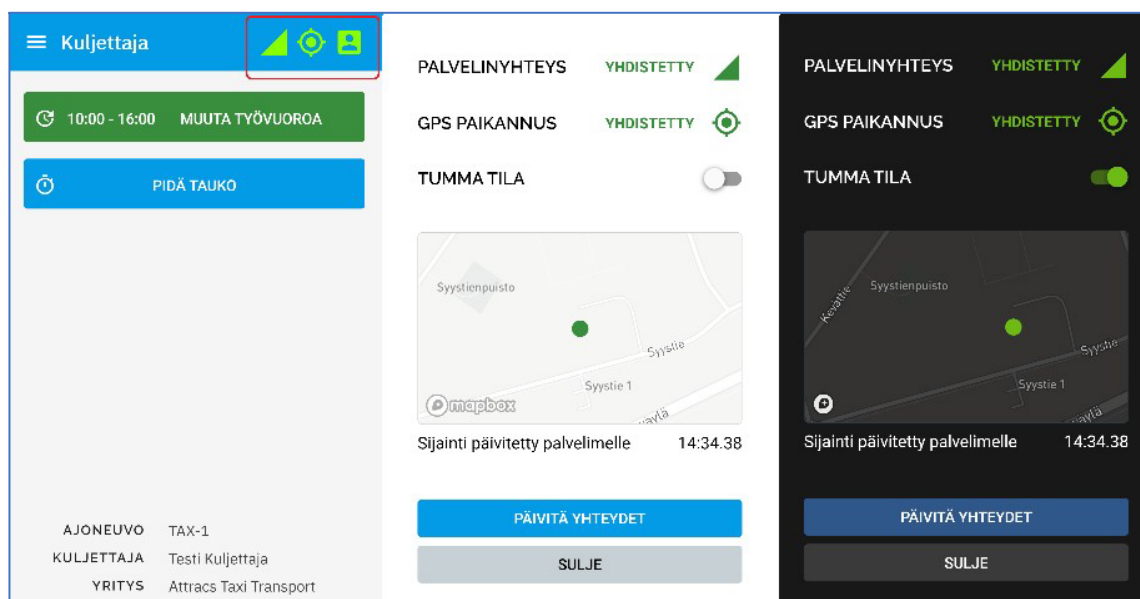 Kuljettaja
10:00 - 16:00 MUUTA TYÖVUOROA
PIDÄ TAUKO
AJONEUVO TAX-1
KULJETTAJA Testi Kuljettaja
YRITYS Attracs Taxi Transport
PALVELINYHTEYS YHDISTETTY
GPS PAIKANNUS YHDISTETTY
TUMMA TILA
Syystienpuisto
Syystie
Syystie 1
mapbox
Sijainti päivitetty palvelimelle 14:34.38
PÄIVITÄ YHTEYDET
SULJE
PALVELINYHTEYS YHDISTETTY
GPS PAIKANNUS YHDISTETTY
TUMMA TILA
Syystienpuisto
Syystie
Syystie 1
Sijainti päivitetty palvelimelle 14:34.38
PÄIVITÄ YHTEYDET
SULJE